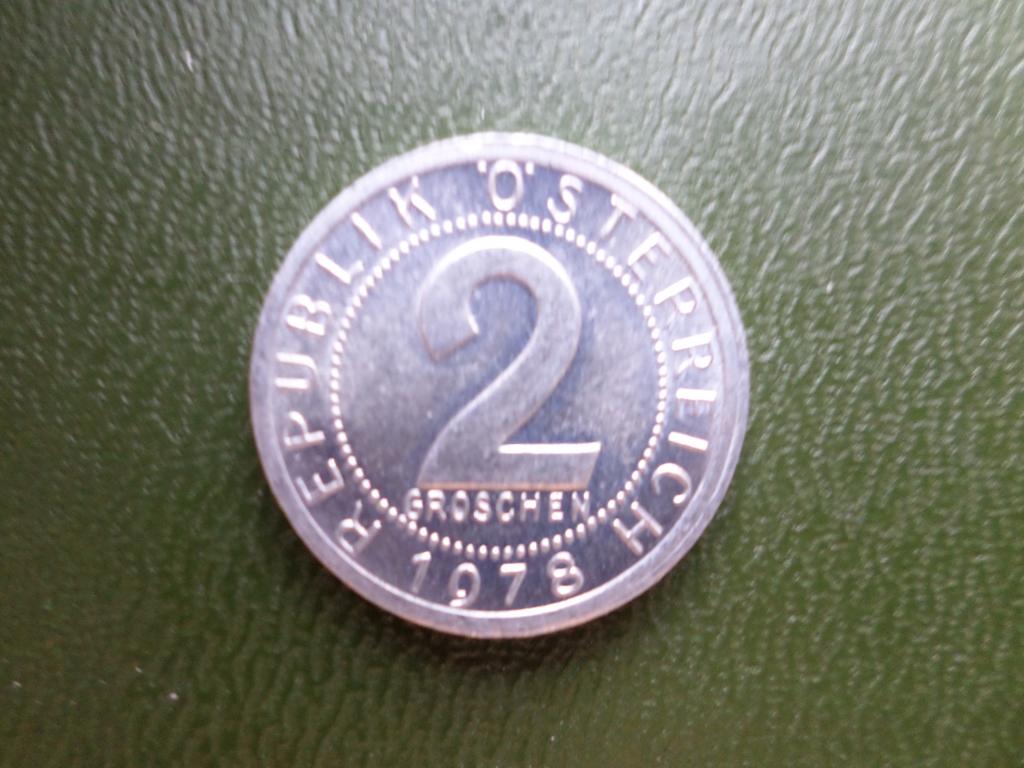 REPUBLIK ÖSTERREICH
2
GROSCHEN
1978